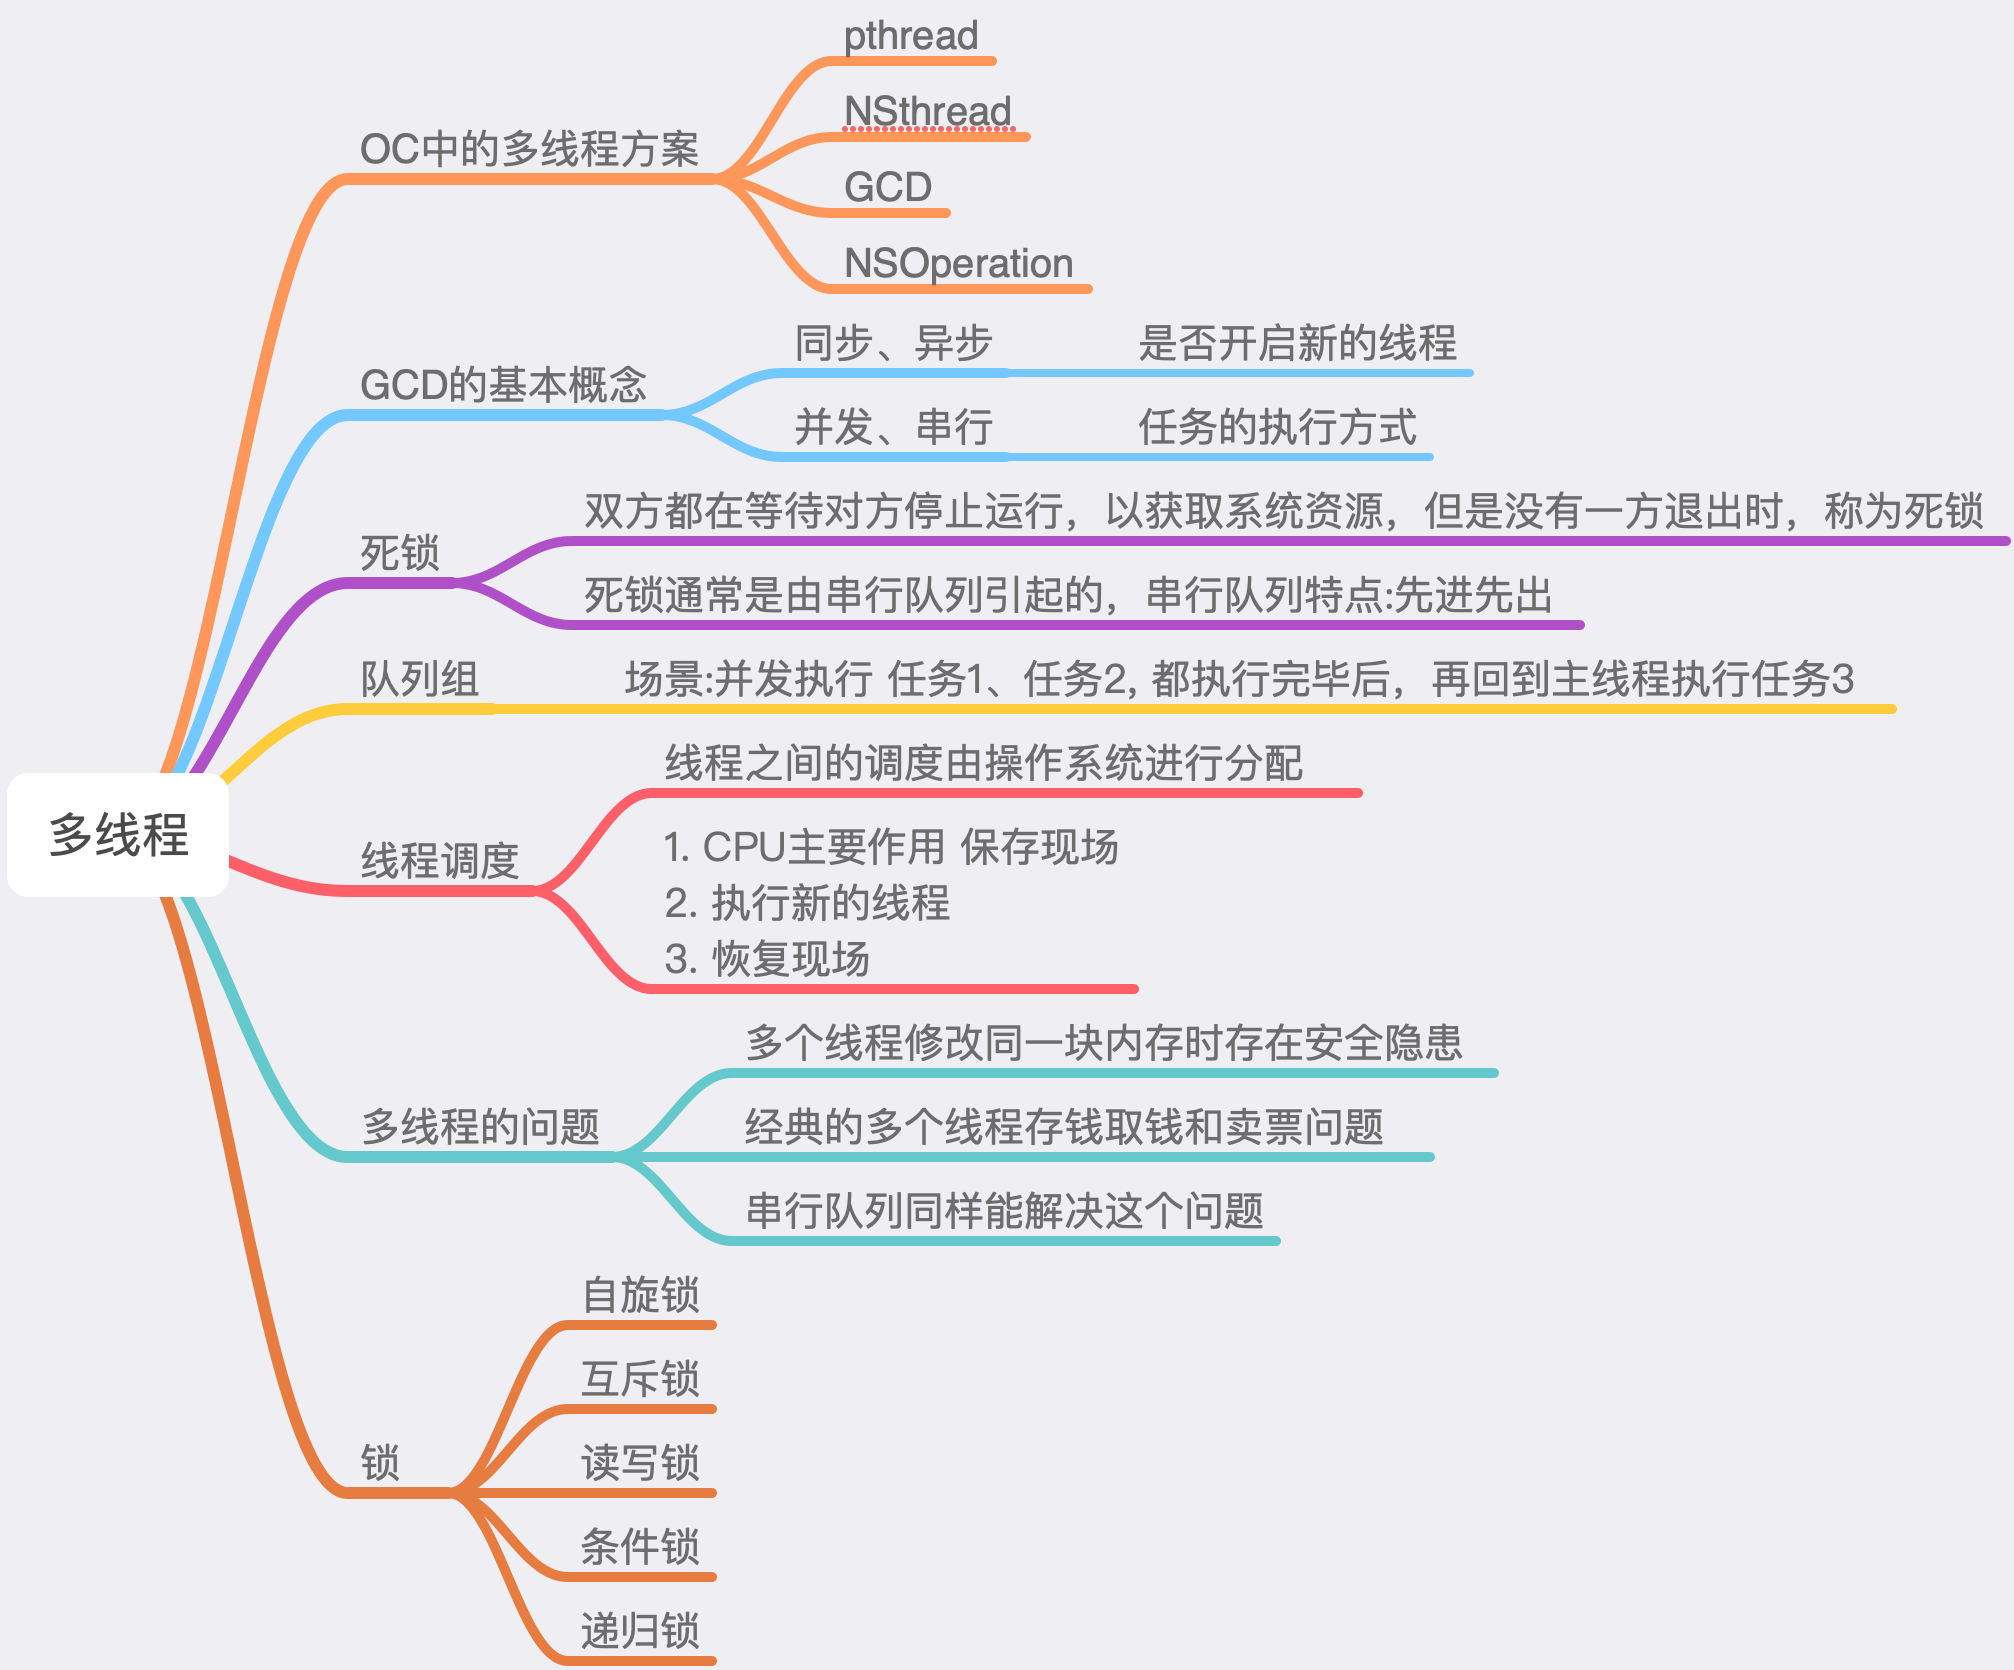 多线程
OC中的多线程方案
pthread
NSthread
GCD
NSOperation
GCD的基本概念
同步、异步
是否开启新的线程
并发、串行
任务的执行方式
死锁
双方都在等待对方停止运行，以获取系统资源，但是没有一方退出时，称为死锁
死锁通常是由串行队列引起的，串行队列特点:先进先出
队列组
场景:并发执行 任务1、任务2, 都执行完毕后，再回到主线程执行任务3
线程调度
线程之间的调度由操作系统进行分配
1. CPU主要作用 保存现场
2. 执行新的线程
3. 恢复现场
多线程的问题
多个线程修改同一块内存时存在安全隐患
经典的多个线程存钱取钱和卖票问题
串行队列同样能解决这个问题
锁
自旋锁
互斥锁
读写锁
条件锁
递归锁